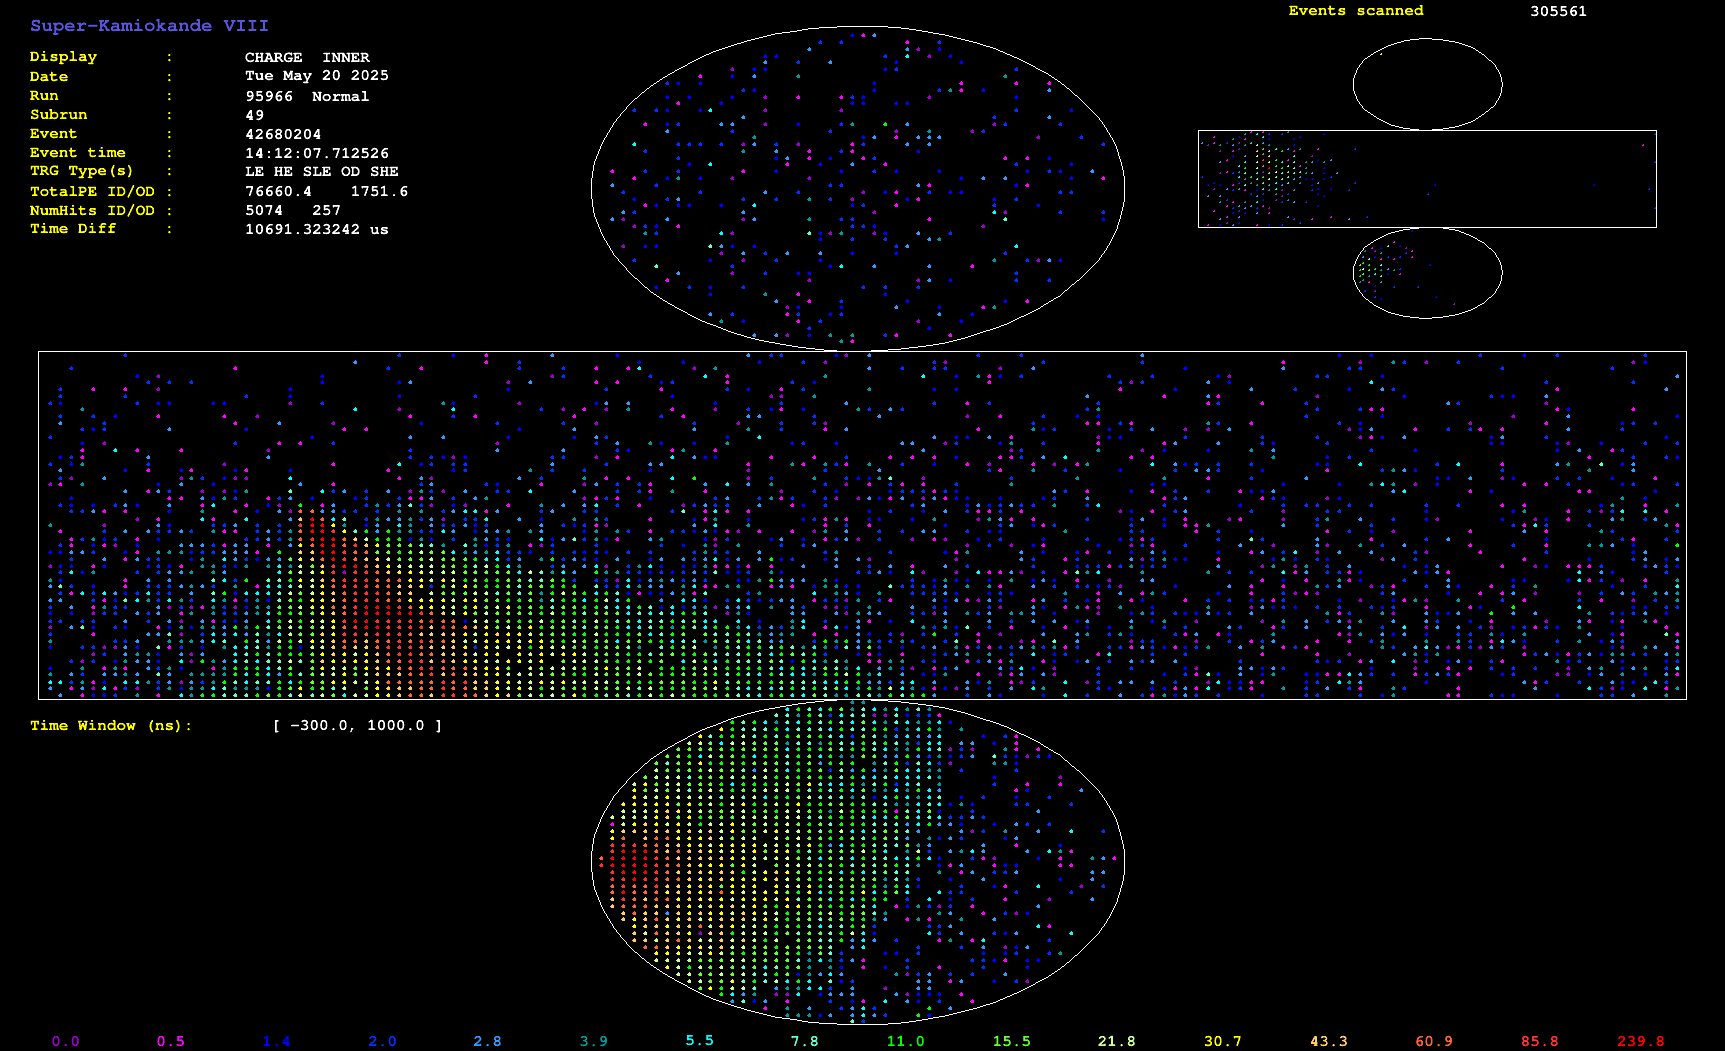 Super-Kamiokande VIII
Events scanned 305561
Display : CHARGE INNER
Date : Tue May 20 2025
Run : 95966 Normal
Subrun : 49
Event : 42680204
Event time : 14:12:07.712526
TRG Type(s) : LE HE SLE OD SHE
TotalPE ID/OD : 76660.4 1751.6
NumHits ID/OD : 5074 257
Time Diff : 10691.323242 us
Time Window (ns): [ -300.0, 1000.0 ]
0.0 0.5 1.4 2.0 2.8 3.9 5.5 7.8 11.0 15.5 21.8 30.7 43.3 60.9 85.8 239.8